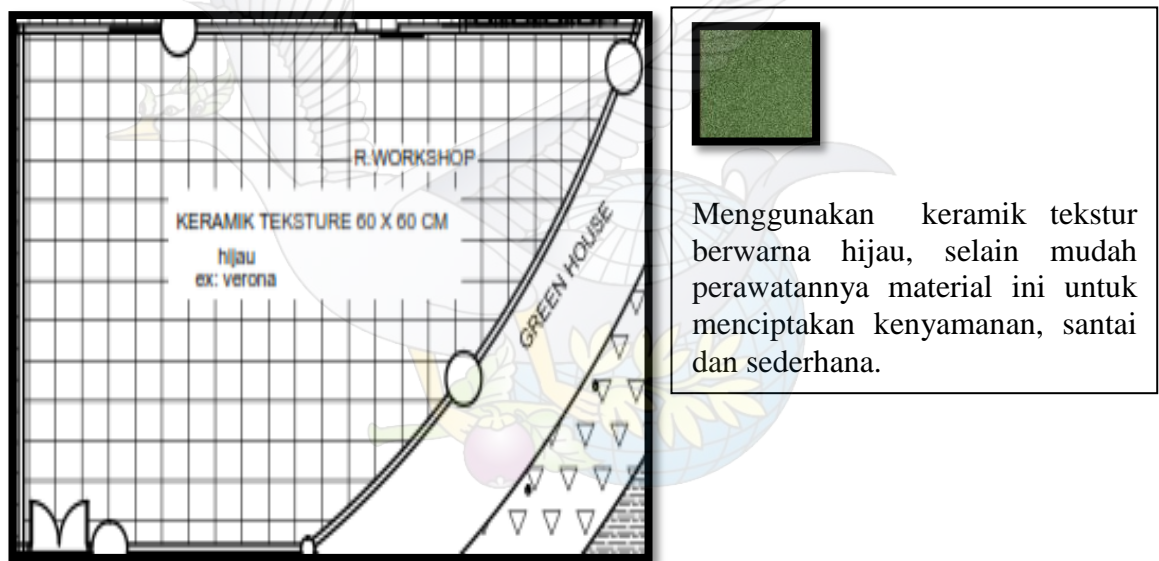 R.WORKSHOP
KERAMIK TEKSTURE 60 X 60 CM
hijau
ex: verona
GREEN HOUSE
Menggunakan keramik tekstur
berwarna hijau, selain mudah
perawatannya material ini untuk
menciptakan kenyamanan, santai
dan sederhana.